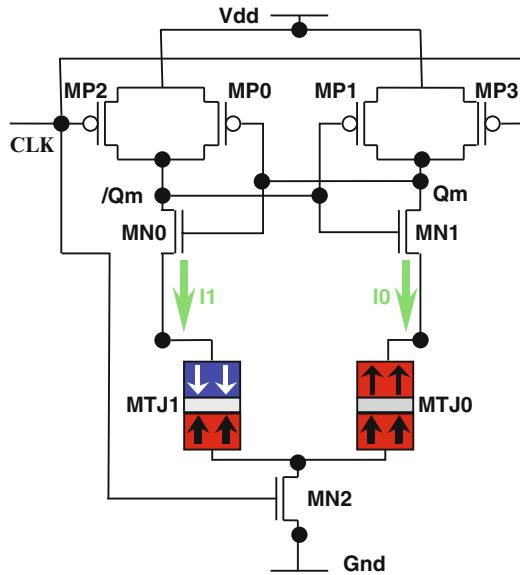 Vdd
MP2
MP0
MP1
MP3
CLK
/Qm
Qm
MN0
MN1
I1
I0
MTJ1
MTJ0
MN2
Gnd